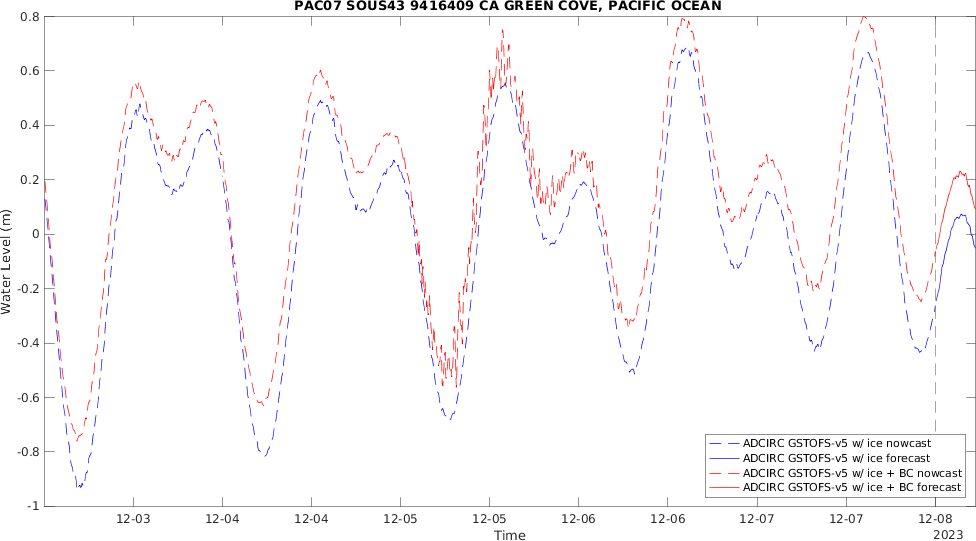 PAC07 SOUS43 9416409 CA GREEN COVE, PACIFIC OCEAN
0.8
0.6
0.4
0.2
0
-0.2
-0.4
-0.6
-0.8
-1
Water Level (m)
ADCIRC GSTOFS-v5 w/ ice nowcast
ADCIRC GSTOFS-v5 w/ ice forecast
ADCIRC GSTOFS-v5 w/ ice + BC nowcast
ADCIRC GSTOFS-v5 w/ ice + BC forecast
12-03 12-04 12-04 12-05 12-05 12-06 12-06 12-07 12-07 12-08
2023
Time